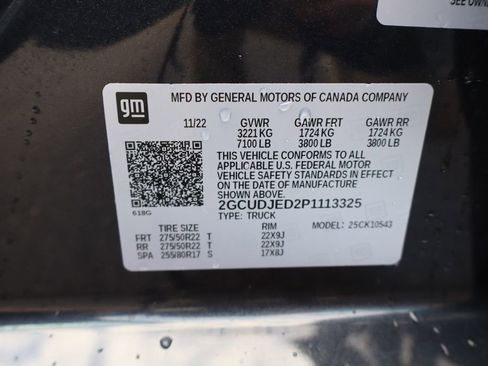 SEE OWNE
gm
MFD BY GENERAL MOTORS OF CANADA COMPANY
11/22 GVWR GAWR FRT GAWR RR
3221 KG 1724 KG 1724 KG
7100 LB 3800 LB 3800 LB
THIS VEHICLE CONFORMS TO ALL
APPLICABLE U.S. FEDERAL MOTOR
VEHICLE SAFETY STANDARDS IN EFFECT
ON THE DATE OF MANUFACTURE
SHOWN ABOVE.
2GCUDJED2P1113325
618G
TYPE: TRUCK
TIRE SIZE RIM MODEL: 2SCK10543
FRT 275/50R22 T 22X9J
RR 275/50R22 T 22X9J
SPA 255/80R17 S 17X8J